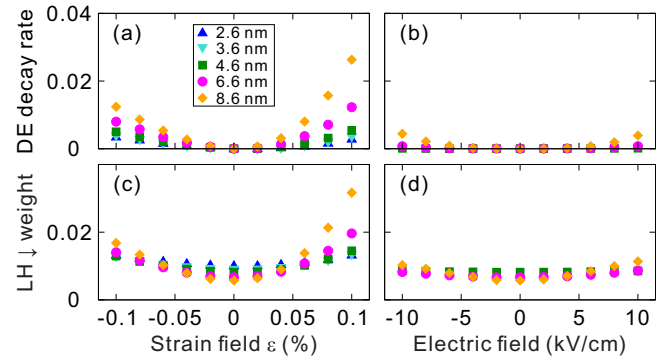 DE decay rate
0.04
0.02
0
(a)
2.6 nm
3.6 nm
4.6 nm
6.6 nm
8.6 nm
(b)
LH ↓ weight
0.02
0
(c)
(d)
-0.1
-0.05
0
0.05
0.1
-10
-5
0
5
10
Strain field ε (%)
Electric field (kV/cm)